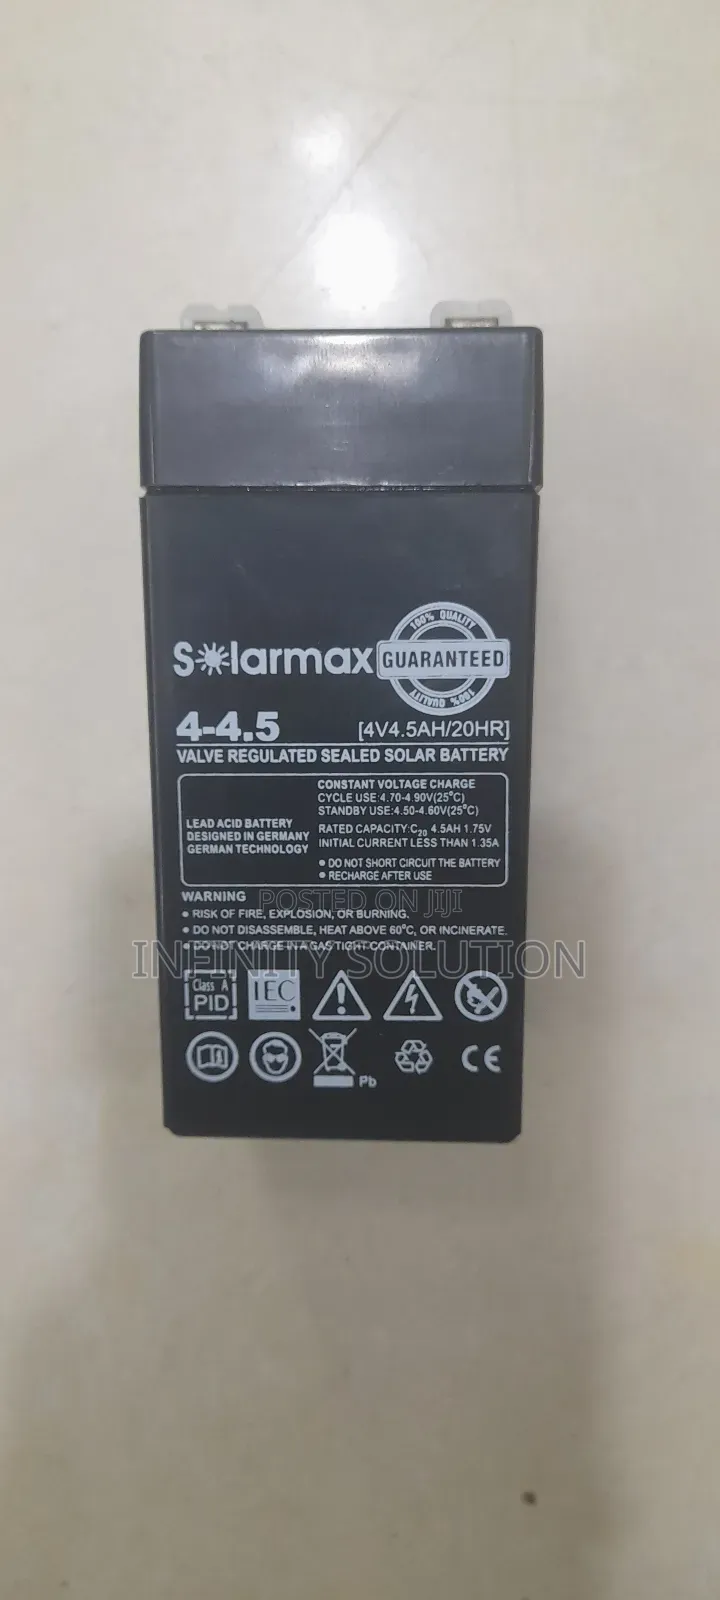 100% QUALITY
Solarmax GUARANTEED
100% QUALITY
4-4.5 [4V4.5AH/20HR]
VALVE REGULATED SEALED SOLAR BATTERY
CONSTANT VOLTAGE CHARGE
CYCLE USE:4.70-4.90V(25°C)
STANDBY USE:4.50-4.60V(25°C)
LEAD ACID BATTERY
DESIGNED IN GERMANY
GERMAN TECHNOLOGY
RATED CAPACITY:C20 4.5AH 1.75V
INITIAL CURRENT LESS THAN 1.35A
• DO NOT SHORT CIRCUIT THE BATTERY
• RECHARGE AFTER USE
WARNING
POSTED ON JIJI
• RISK OF FIRE, EXPLOSION, OR BURNING.
• DO NOT DISASSEMBLE, HEAT ABOVE 60°C, OR INCINERATE.
• DO NOT CHARGE IN A GAS TIGHT CONTAINER.
INFINITY SOLUTION
Class A
PID
IEC
Pb
CE